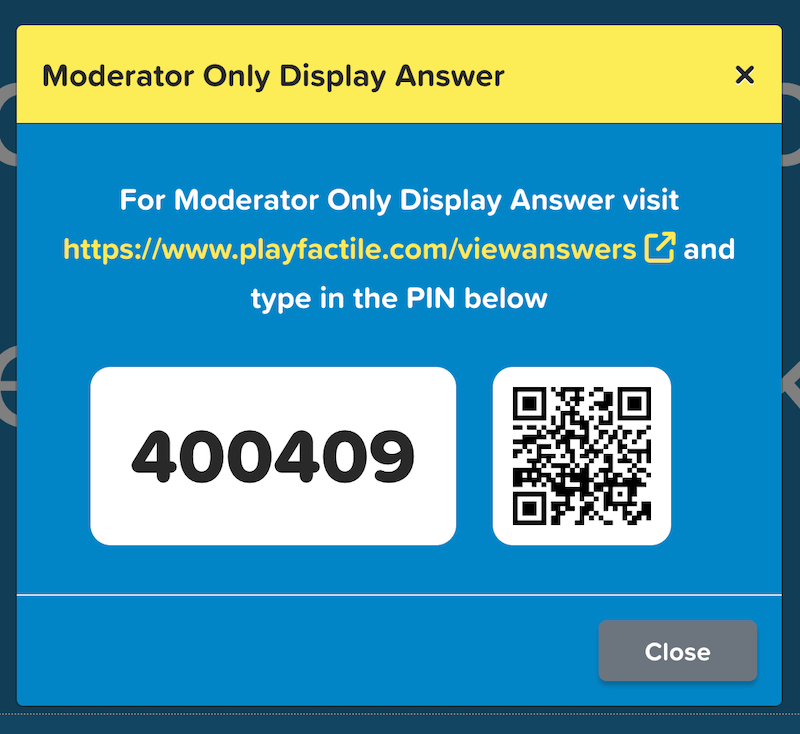 Moderator Only Display Answer
For Moderator Only Display Answer visit
https://www.playfactile.com/viewanswers and
type in the PIN below
400409
Close